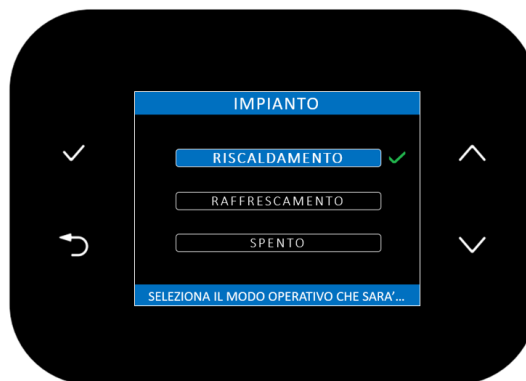 IMPIANTO
RISCALDAMENTO
RAFFRESCAMENTO
SPENTO
SELEZIONA IL MODO OPERATIVO CHE SARA’...